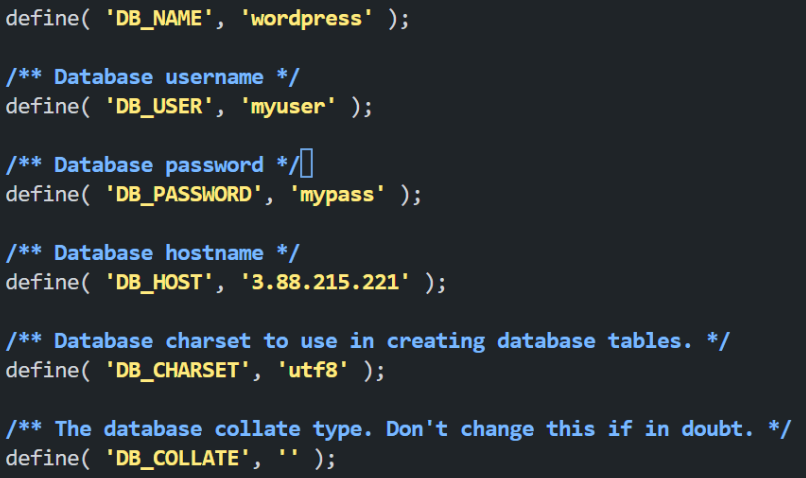 define( 'DB_NAME', 'wordpress' );
/** Database username */
define( 'DB_USER', 'myuser' );
/** Database password */
define( 'DB_PASSWORD', 'mypass' );
/** Database hostname */
define( 'DB_HOST', '3.88.215.221' );
/** Database charset to use in creating database tables. */
define( 'DB_CHARSET', 'utf8' );
/** The database collate type. Don't change this if in doubt. */
define( 'DB_COLLATE', '' );